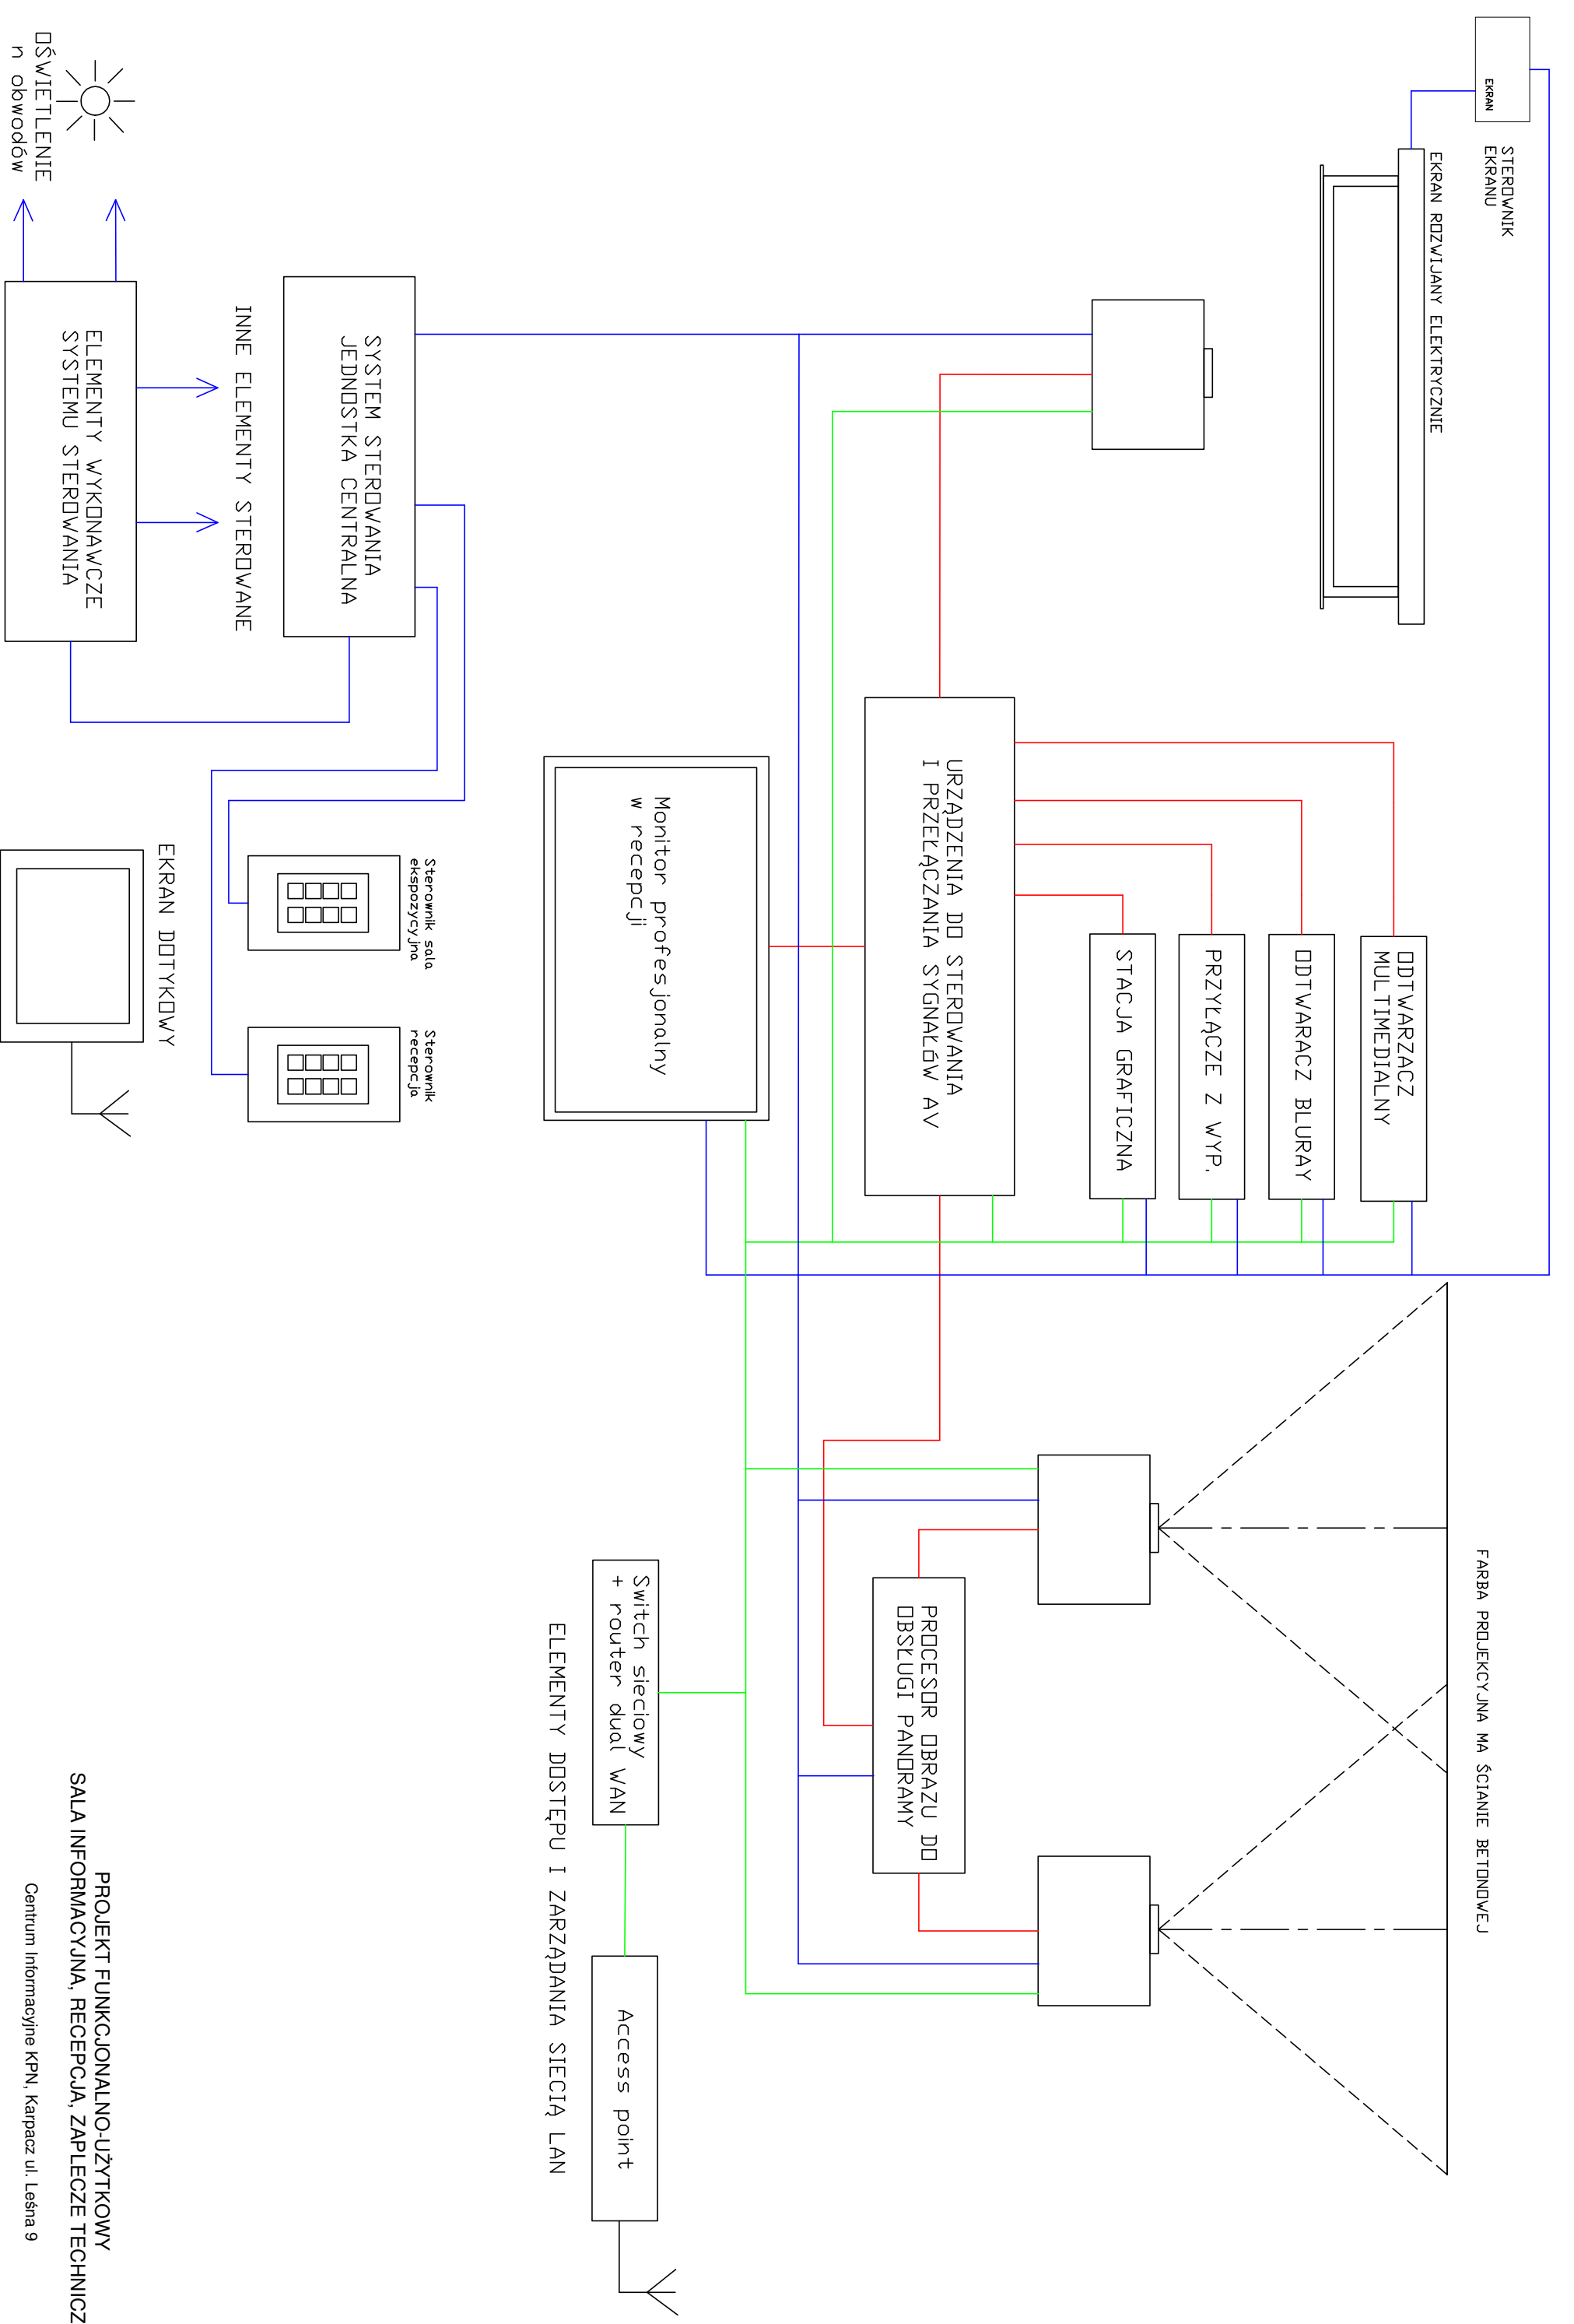 EKRAN
STEROWNIK
EKRANU
EKRAN ROZWIJANY ELEKTRYCZNIE
FARBA PROJEKCYJNA MA ŚCIANIE BETONOWEJ
ODTWARZACZ
MULTIMEDIALNY
ODTWARACZ BLURAY
PRZYŁĄCZE Z WYP.
STACJA GRAFICZNA
URZĄDZENIA DO STEROWANIA
I PRZEŁĄCZANIA SYGNAŁÓW AV
PROCESOR OBRAZU DO
OBSŁUGI PANORAMY
Monitor profesjonalny
w recepcji
Switch sieciowy
+ router dual WAN
Access point
ELEMENTY DOSTĘPU I ZARZĄDANIA SIECIĄ LAN
SYSTEM STEROWANIA
JEDNOSTKA CENTRALNA
Sterownik sala
ekspozycyjna
Sterownik
recepcja
INNE ELEMENTY STEROWANE
EKRAN DOTYKOWY
ELEMENTY WYKONAWCZE
SYSTEMU STEROWANIA
OŚWIETLENIE
n obwodów
PROJEKT FUNKCJONALNO-UŻYTKOWY
SALA INFORMACYJNA, RECEPCJA, ZAPLECZE TECHNICZ
Centrum Informacyjne KPN, Karpacz ul. Leśna 9